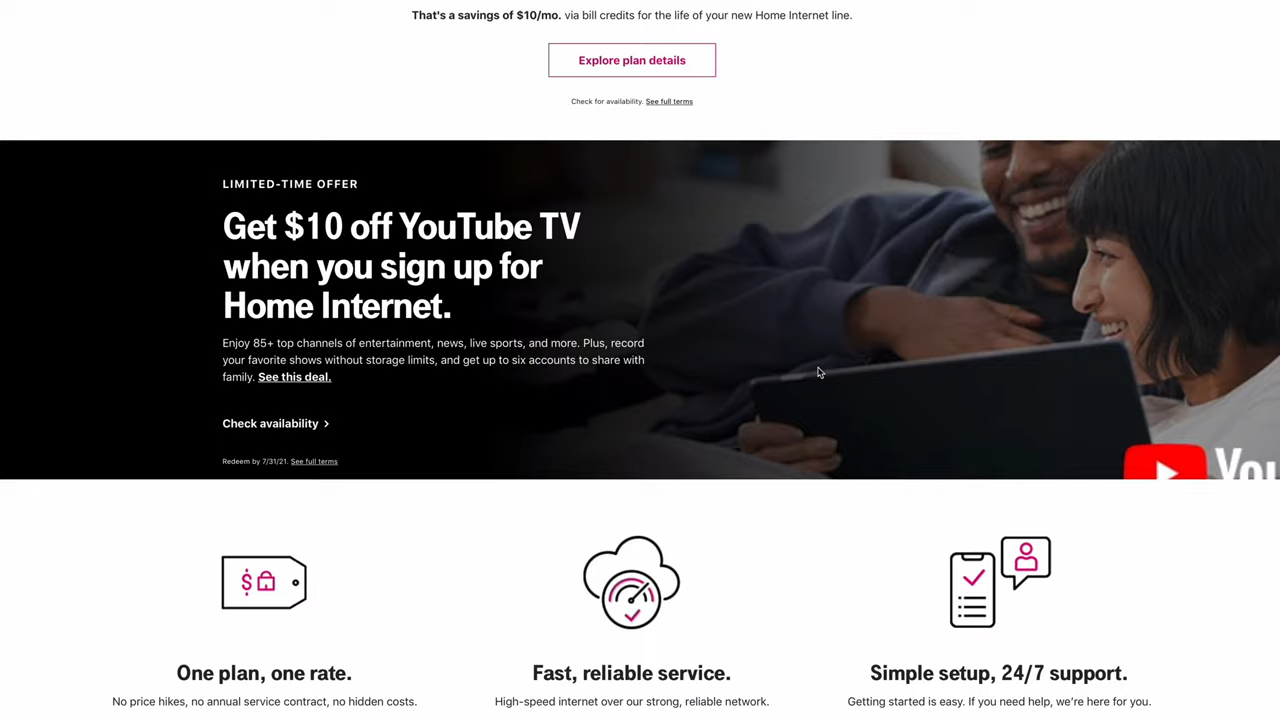 That's a savings of $10/mo. via bill credits for the life of your new Home Internet line.
Explore plan details
Check for availability. See full terms
LIMITED-TIME OFFER
Get $10 off YouTube TV
when you sign up for
Home Internet.
Enjoy 85+ top channels of entertainment, news, live sports, and more. Plus, record
your favorite shows without storage limits, and get up to six accounts to share with
family. See this deal.
Check availability >
Redeem by 7/31/21. See full terms
You
One plan, one rate.
No price hikes, no annual service contract, no hidden costs.
Fast, reliable service.
High-speed internet over our strong, reliable network.
Simple setup, 24/7 support.
Getting started is easy. If you need help, we’re here for you.